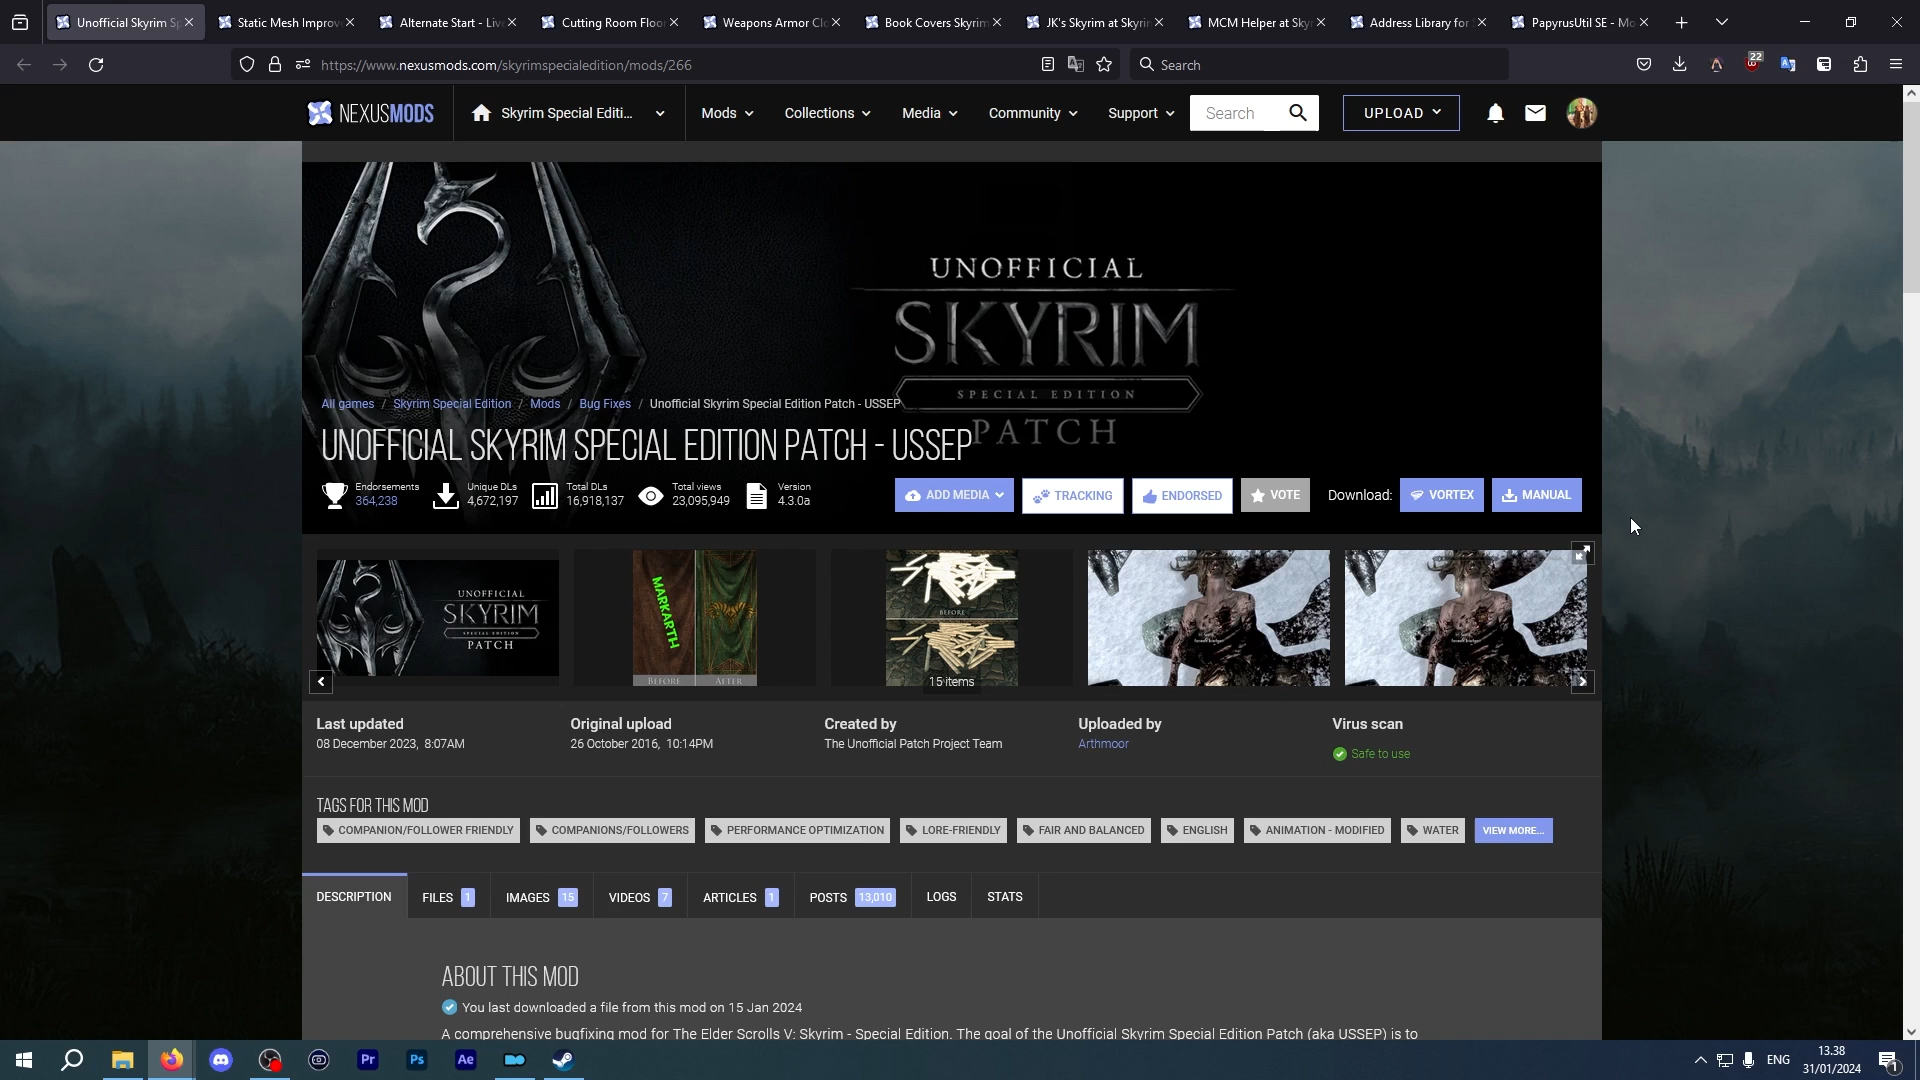 Unofficial Skyrim Sp
Static Mesh Improv
Alternate Start - Liv
Cutting Room Floor
Weapons Armor Clo
Book Covers Skyrim
JK's Skyrim at Skyrim
MCM Helper at Sky
Address Library for
PapyrusUtil SE - Mo
https://www.nexusmods.com/skyrimspecialedition/mods/266
Search
22
NEXUSMODS
Skyrim Special Editi...
Mods
Collections
Media
Community
Support
Search
UPLOAD
UNOFFICIAL
SKYRIM
SPECIAL EDITION
PATCH
All games / Skyrim Special Edition / Mods / Bug Fixes / Unofficial Skyrim Special Edition Patch - USSEP
UNOFFICIAL SKYRIM SPECIAL EDITION PATCH - USSEP
Endorsements
364,238
Unique DLs
4,672,197
Total DLs
16,918,137
Total views
23,095,949
Version
4.3.0a
ADD MEDIA
TRACKING
ENDORSED
VOTE
Download:
VORTEX
MANUAL
UNOFFICIAL
SKYRIM
SPECIAL EDITION
PATCH
MARKARTH
BEFORE
AFTER
BEFORE
15 items
Last updated
08 December 2023, 8:07AM
Original upload
26 October 2016, 10:14PM
Created by
The Unofficial Patch Project Team
Uploaded by
Arthmoor
Virus scan
Safe to use
TAGS FOR THIS MOD
COMPANION/FOLLOWER FRIENDLY
COMPANIONS/FOLLOWERS
PERFORMANCE OPTIMIZATION
LORE-FRIENDLY
FAIR AND BALANCED
ENGLISH
ANIMATION - MODIFIED
WATER
VIEW MORE...
DESCRIPTION
FILES 1
IMAGES 15
VIDEOS 7
ARTICLES 1
POSTS 13,010
LOGS
STATS
ABOUT THIS MOD
You last downloaded a file from this mod on 15 Jan 2024
A comprehensive bugfixing mod for The Elder Scrolls V: Skyrim - Special Edition. The goal of the Unofficial Skyrim Special Edition Patch (aka USSEP) is to
Pr
Ps
Ae
ENG
13.38
31/01/2024
1